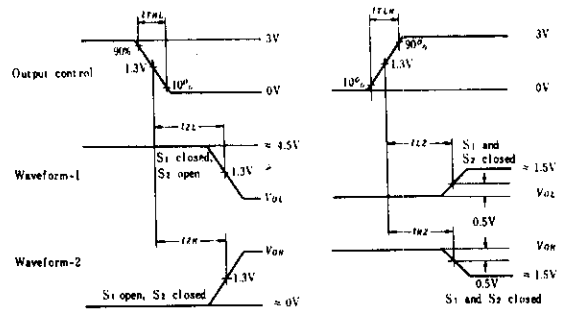 tTHL
tTLH
3V
3V
90%
90%
Output control
1.3V
1.3V
10%
10%
0V
0V
tZL
tLZ
≈ 4.5V
S1 closed,
S2 open
S1 and
S2 closed
1.3V
≈ 1.5V
Waveform-1
VOL
VOL
0.5V
tZH
tHZ
VOH
VOH
Waveform-2
1.3V
0.5V
≈ 1.5V
S1 open, S2 closed
≈ 0V
S1 and S2 closed